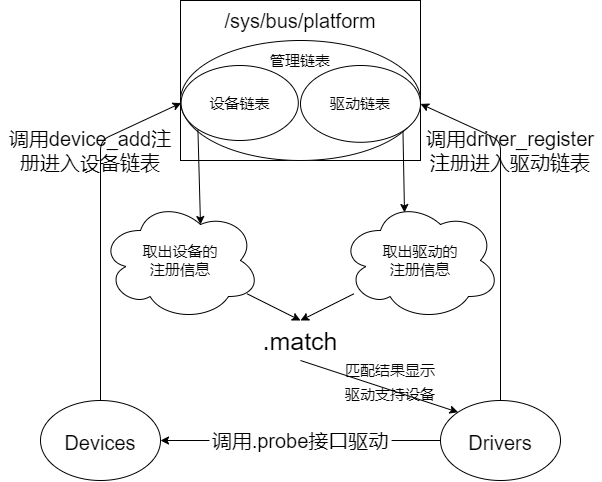 /sys/bus/platform
管理链表
设备链表
驱动链表
调用device_add注
册进入设备链表
调用driver_register
注册进入驱动链表
取出设备的
注册信息
取出驱动的
注册信息
.match
匹配结果显示
驱动支持设备
Devices
调用.probe接口驱动
Drivers